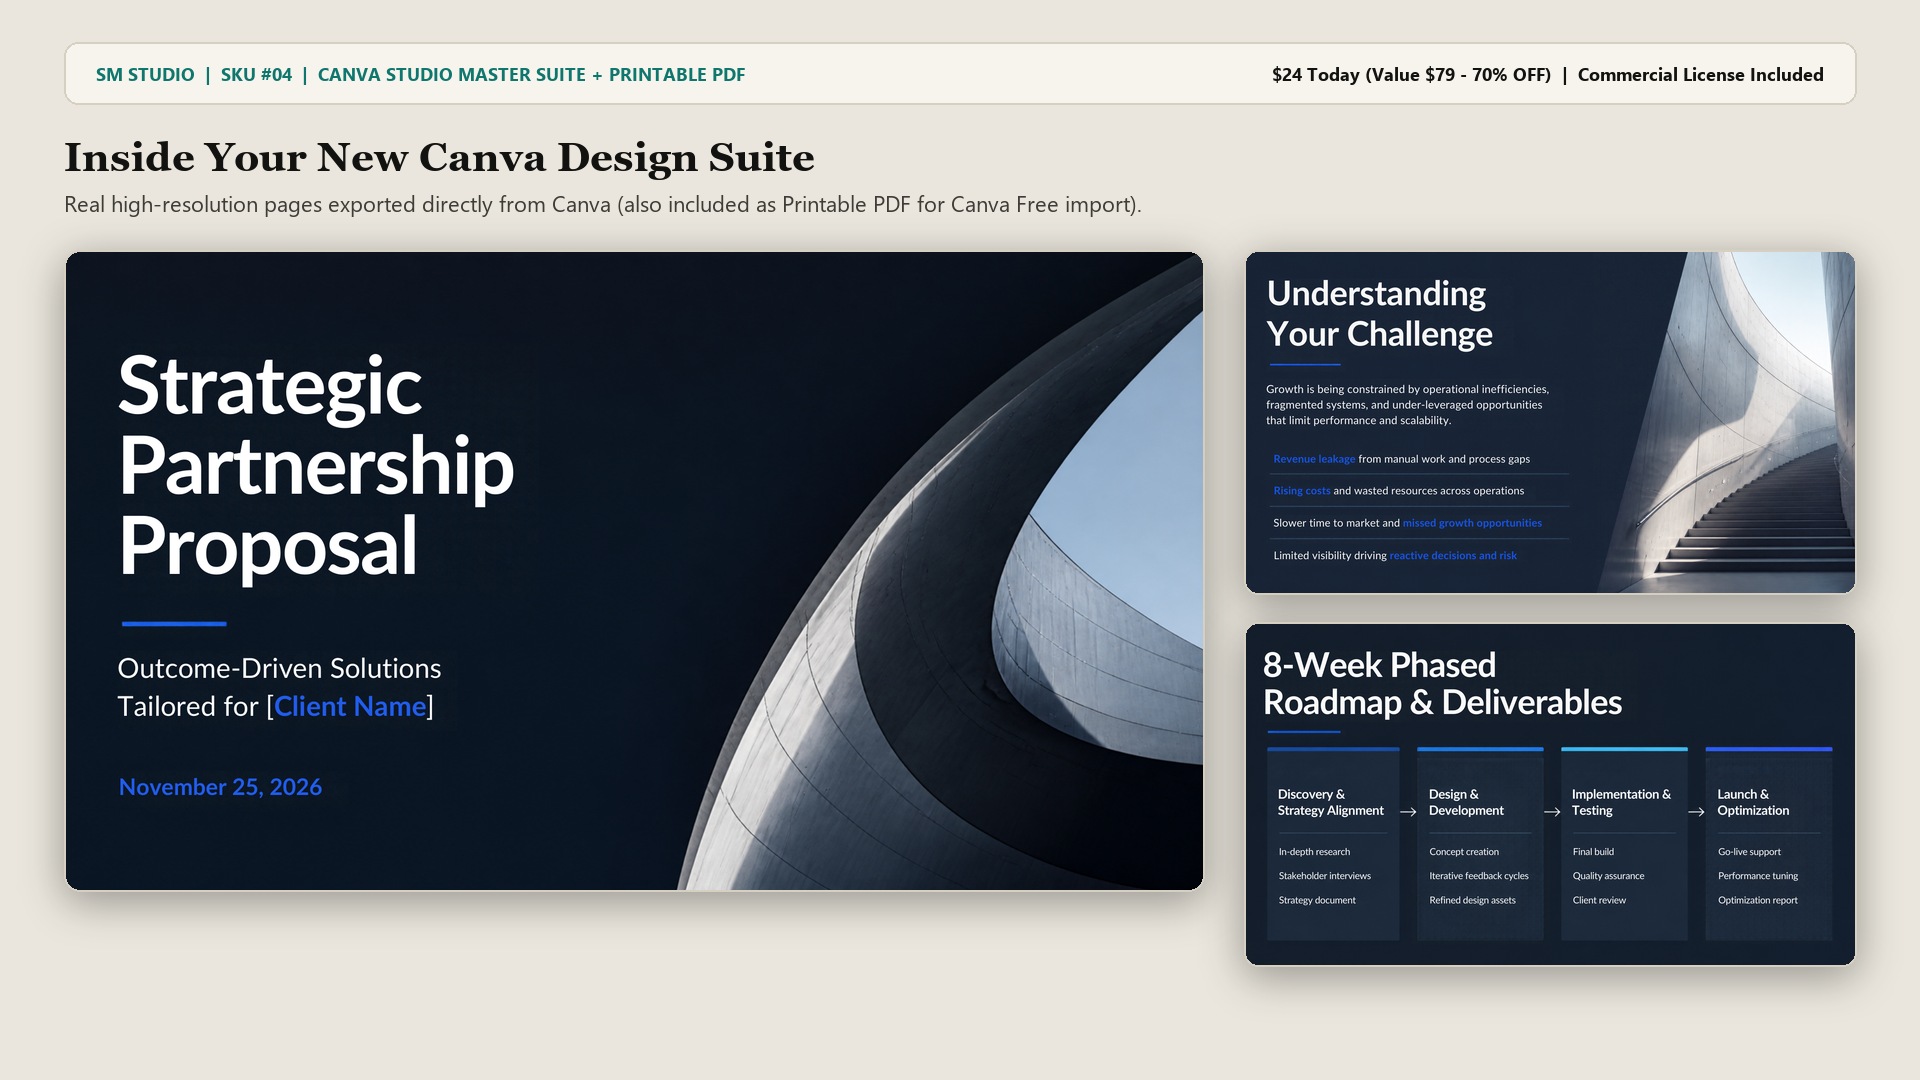 SM STUDIO | SKU #04 | CANVA STUDIO MASTER SUITE + PRINTABLE PDF
$24 Today (Value $79 - 70% OFF) | Commercial License Included
Inside Your New Canva Design Suite
Real high-resolution pages exported directly from Canva (also included as Printable PDF for Canva Free import).
Strategic
Partnership
Proposal
Outcome-Driven Solutions
Tailored for [Client Name]
November 25, 2026
Understanding
Your Challenge
Growth is being constrained by operational inefficiencies,
fragmented systems, and under-leveraged opportunities
that limit performance and scalability.
Revenue leakage from manual work and process gaps
Rising costs and wasted resources across operations
Slower time to market and missed growth opportunities
Limited visibility driving reactive decisions and risk
8-Week Phased
Roadmap & Deliverables
Discovery &
Strategy Alignment
In-depth research
Stakeholder interviews
Strategy document
Design &
Development
Concept creation
Iterative feedback cycles
Refined design assets
Implementation &
Testing
Final build
Quality assurance
Client review
Launch &
Optimization
Go-live support
Performance tuning
Optimization report